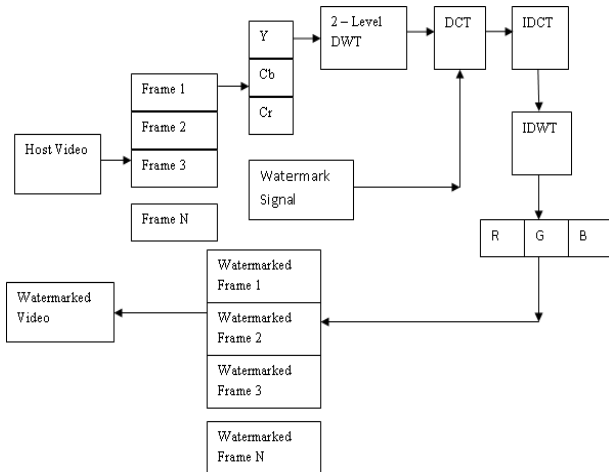 Y
Cb
Cr
2 – Level
DWT
DCT
IDCT
Frame 1
Frame 2
Frame 3
Frame N
Host Video
IDWT
Watermark
Signal
R G B
Watermarked
Frame 1
Watermarked
Frame 2
Watermarked
Frame 3
Watermarked
Frame N
Watermarked
Video